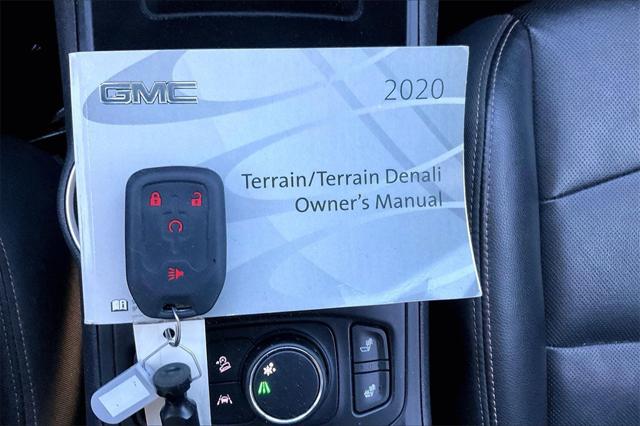 GMC
2020
Terrain/Terrain Denali
Owner's Manual